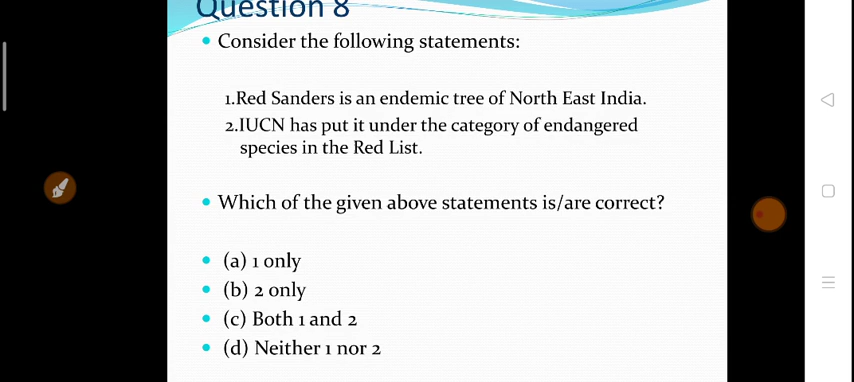 Question 8
Consider the following statements:
1.Red Sanders is an endemic tree of North East India.
2.IUCN has put it under the category of endangered
species in the Red List.
Which of the given above statements is/are correct?
(a) 1 only
(b) 2 only
(c) Both 1 and 2
(d) Neither 1 nor 2